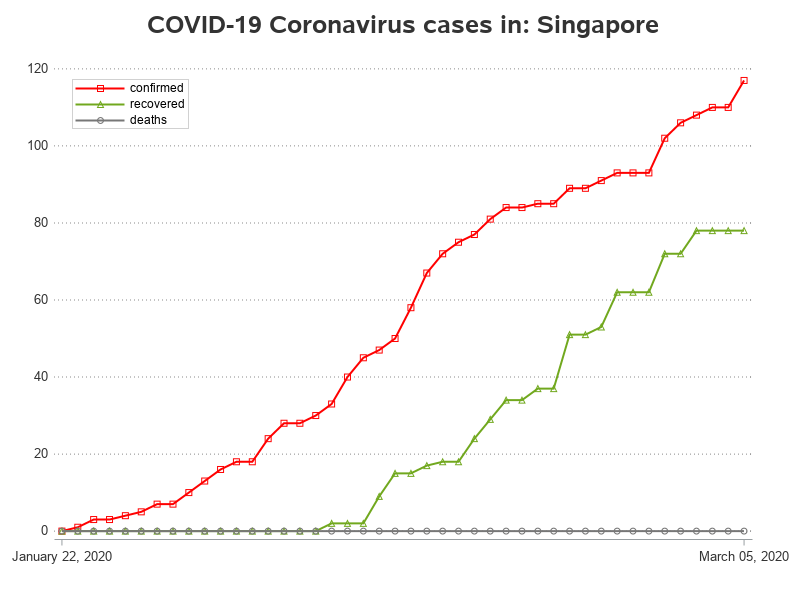 COVID-19 Coronavirus cases in: Singapore
120
confirmed
recovered
deaths
100
80
60
40
20
0
January 22, 2020
March 05, 2020